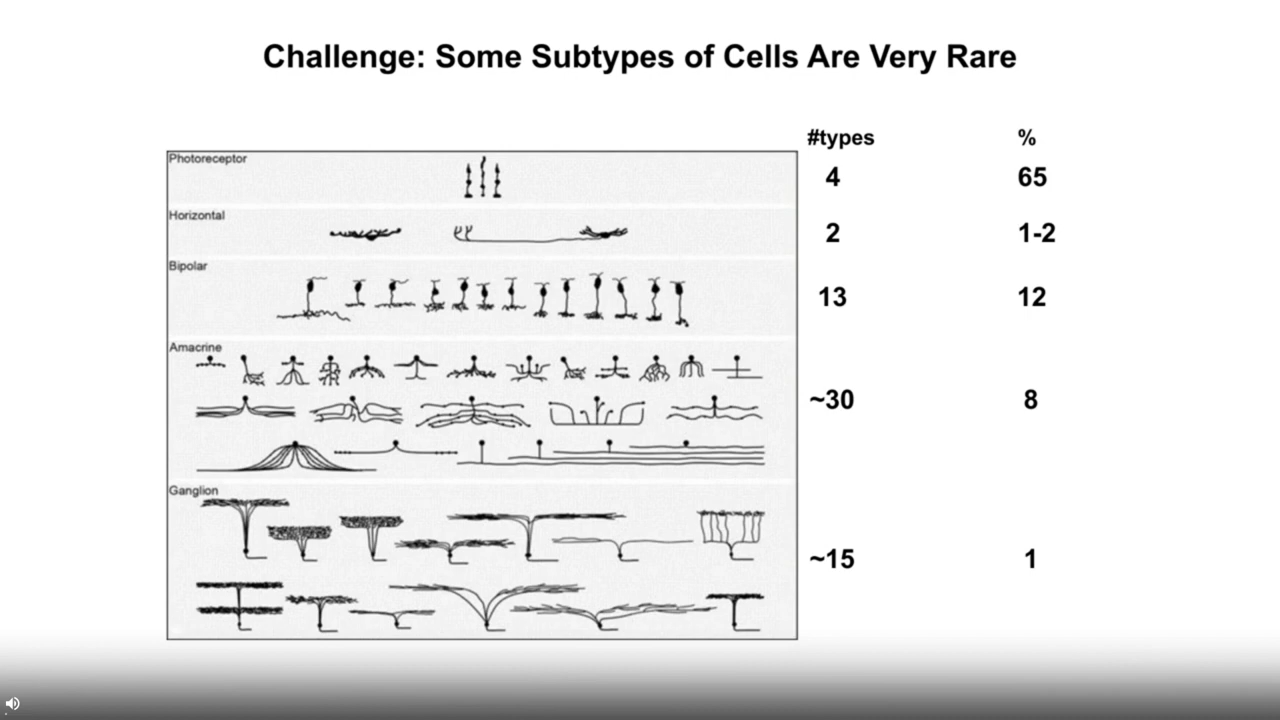 Challenge: Some Subtypes of Cells Are Very Rare
#types %
Photoreceptor 4 65
Horizontal 2 1-2
Bipolar 13 12
Amacrine ~30 8
Ganglion ~15 1